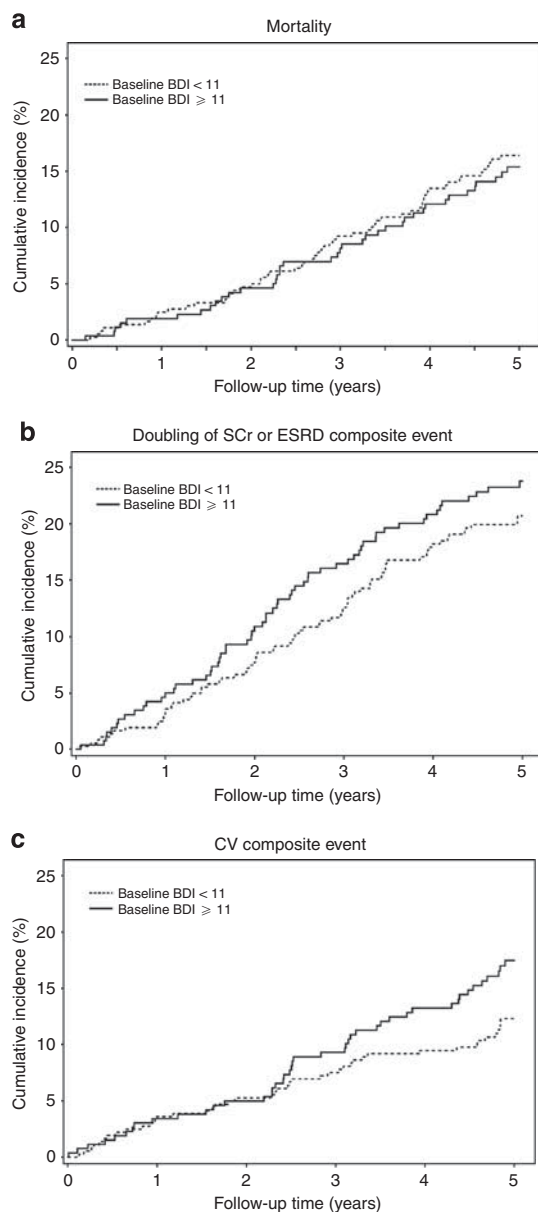 a
Mortality
25
20
15
10
5
0
Cumulative incidence (%)
Baseline BDI < 11
Baseline BDI ⩾ 11
0 1 2 3 4 5
Follow-up time (years)
b
Doubling of SCr or ESRD composite event
25
20
15
10
5
0
Cumulative incidence (%)
Baseline BDI < 11
Baseline BDI ⩾ 11
0 1 2 3 4 5
Follow-up time (years)
c
CV composite event
25
20
15
10
5
0
Cumulative incidence (%)
Baseline BDI < 11
Baseline BDI ⩾ 11
0 1 2 3 4 5
Follow-up time (years)